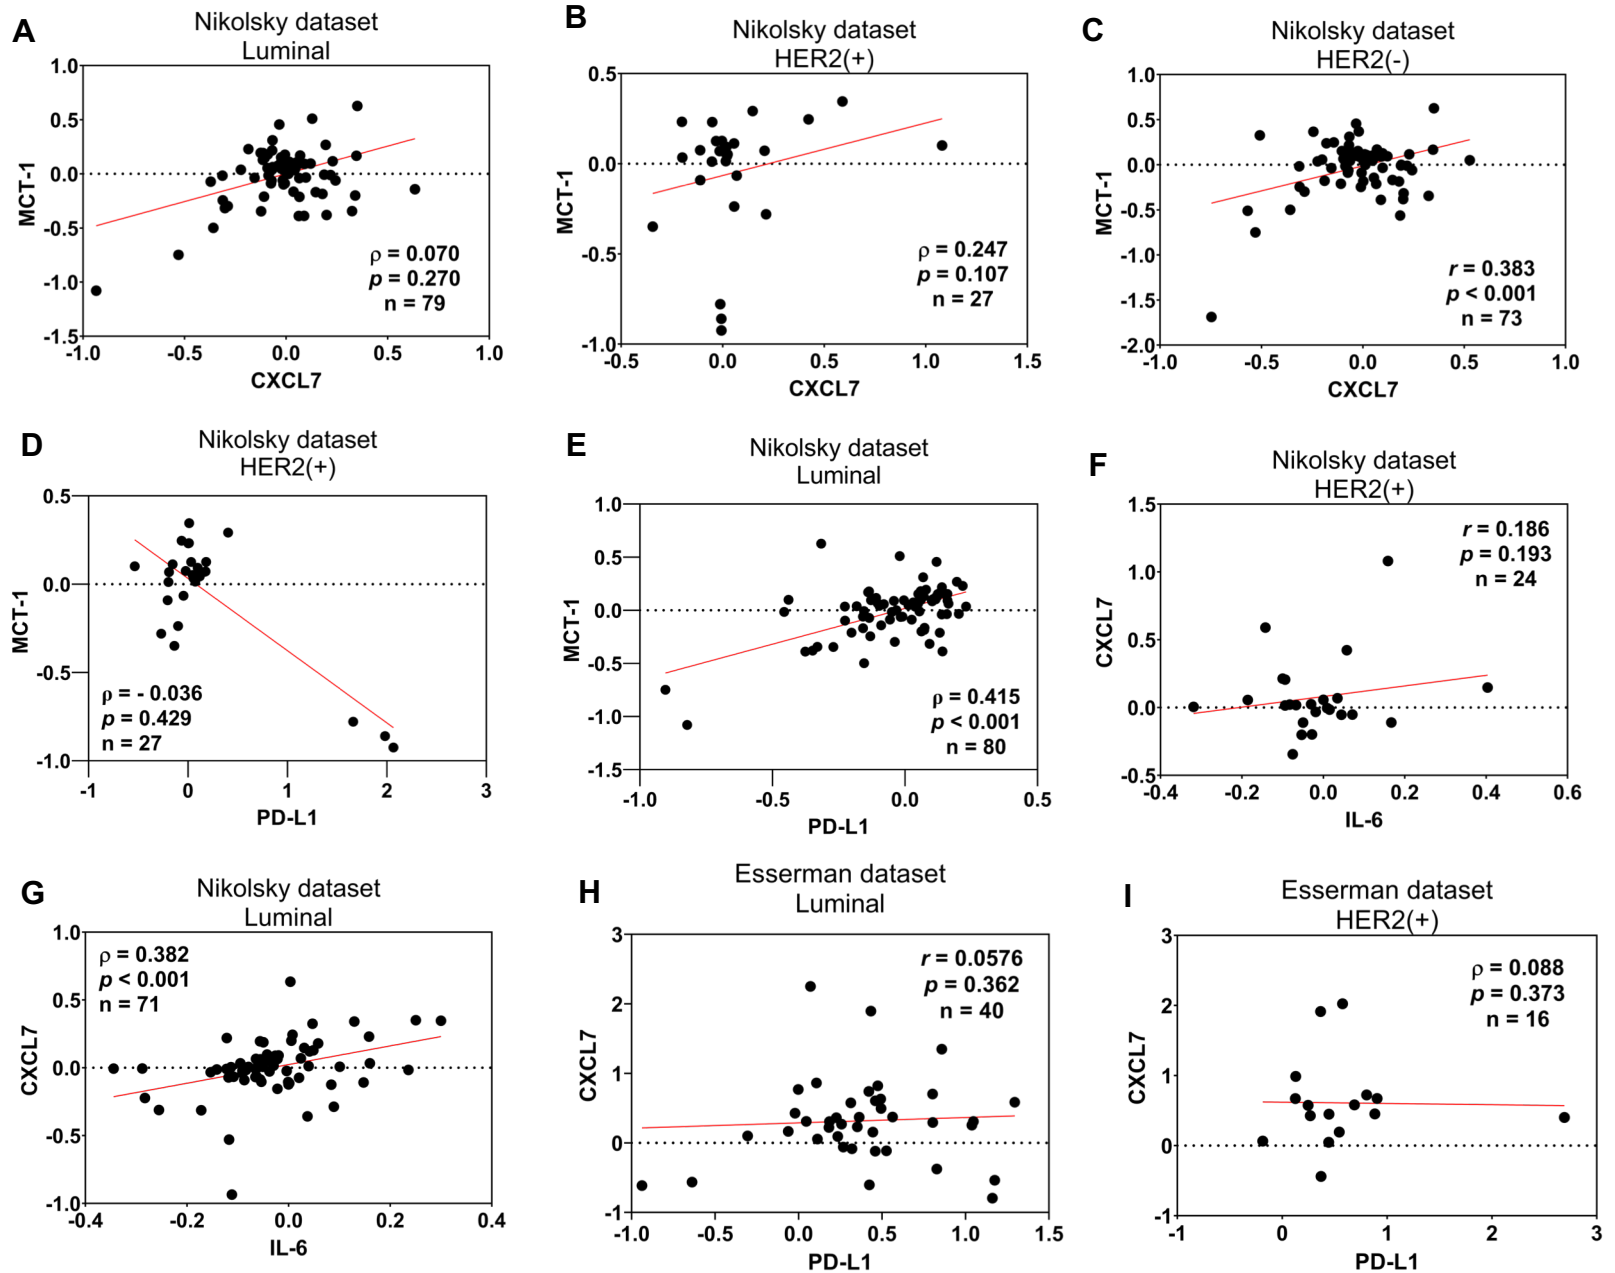 A
Nikolsky dataset
Luminal
1.0
0.5
0.0
-0.5
-1.0
-1.5
MCT-1
ρ = 0.070
p = 0.270
n = 79
-1.0
-0.5
0.0
0.5
1.0
CXCL7
B
Nikolsky dataset
HER2(+)
0.5
0.0
-0.5
-1.0
MCT-1
ρ = 0.247
p = 0.107
n = 27
-0.5
0.0
0.5
1.0
1.5
CXCL7
C
Nikolsky dataset
HER2(-)
1.0
0.5
0.0
-0.5
-1.0
-1.5
-2.0
MCT-1
r = 0.383
p < 0.001
n = 73
-1.0
-0.5
0.0
0.5
1.0
CXCL7
D
Nikolsky dataset
HER2(+)
0.5
0.0
-0.5
-1.0
MCT-1
ρ = - 0.036
p = 0.429
n = 27
-1
0
1
2
3
PD-L1
E
Nikolsky dataset
Luminal
1.0
0.5
0.0
-0.5
-1.0
-1.5
MCT-1
ρ = 0.415
p < 0.001
n = 80
-1.0
-0.5
0.0
0.5
PD-L1
F
Nikolsky dataset
HER2(+)
1.5
1.0
0.5
0.0
-0.5
CXCL7
r = 0.186
p = 0.193
n = 24
-0.4
-0.2
0.0
0.2
0.4
0.6
IL-6
G
Nikolsky dataset
Luminal
1.0
0.5
0.0
-0.5
-1.0
CXCL7
ρ = 0.382
p < 0.001
n = 71
-0.4
-0.2
0.0
0.2
0.4
IL-6
H
Esserman dataset
Luminal
3
2
1
0
-1
CXCL7
r = 0.0576
p = 0.362
n = 40
-1.0
-0.5
0.0
0.5
1.0
1.5
PD-L1
I
Esserman dataset
HER2(+)
3
2
1
0
-1
CXCL7
ρ = 0.088
p = 0.373
n = 16
-1
0
1
2
3
PD-L1